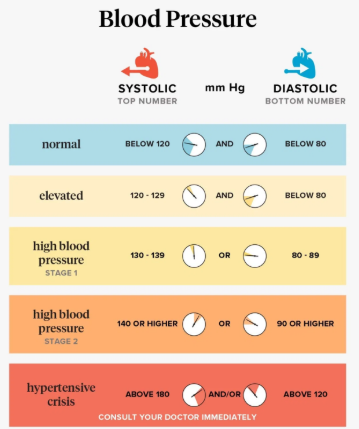 Blood Pressure
SYSTOLIC mm Hg DIASTOLIC
TOP NUMBER BOTTOM NUMBER
normal BELOW 120 AND BELOW 80
elevated 120 - 129 AND BELOW 80
high blood
pressure 130 - 139 OR 80 - 89
STAGE 1
high blood
pressure 140 OR HIGHER OR 90 OR HIGHER
STAGE 2
hypertensive
crisis ABOVE 180 AND/OR ABOVE 120
CONSULT YOUR DOCTOR IMMEDIATELY